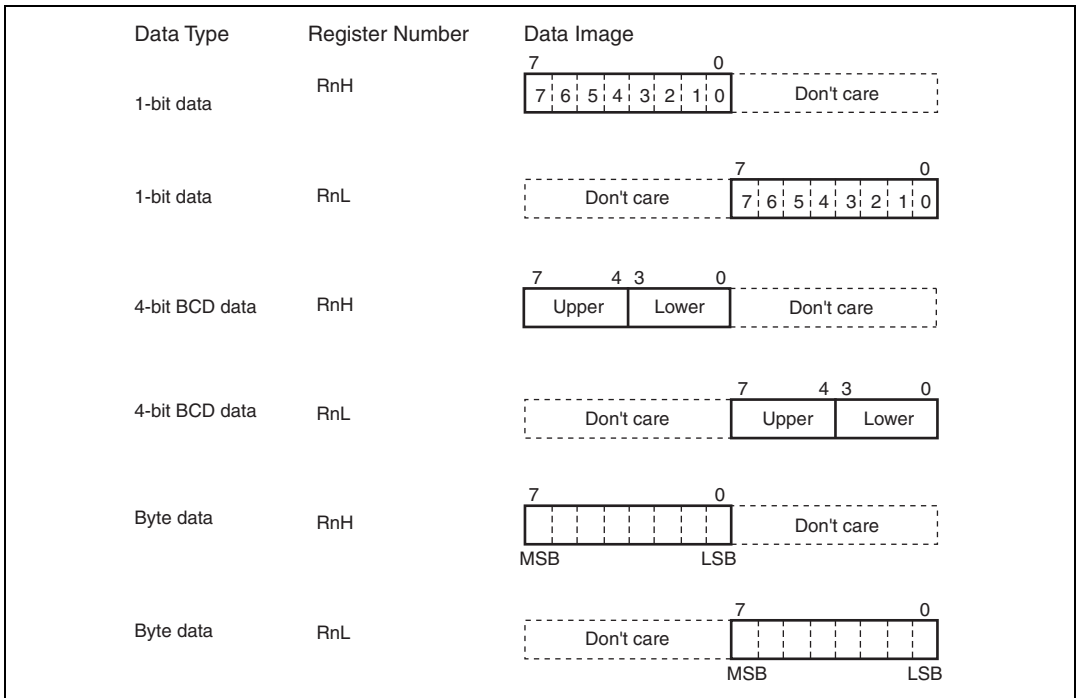 Data Type Register Number Data Image
7 0
1-bit data RnH 7 6 5 4 3 2 1 0 Don't care
7 0
1-bit data RnL Don't care 7 6 5 4 3 2 1 0
7 4 3 0
4-bit BCD data RnH Upper Lower Don't care
7 4 3 0
4-bit BCD data RnL Don't care Upper Lower
7 0
Byte data RnH Don't care
MSB LSB
7 0
Byte data RnL Don't care
MSB LSB